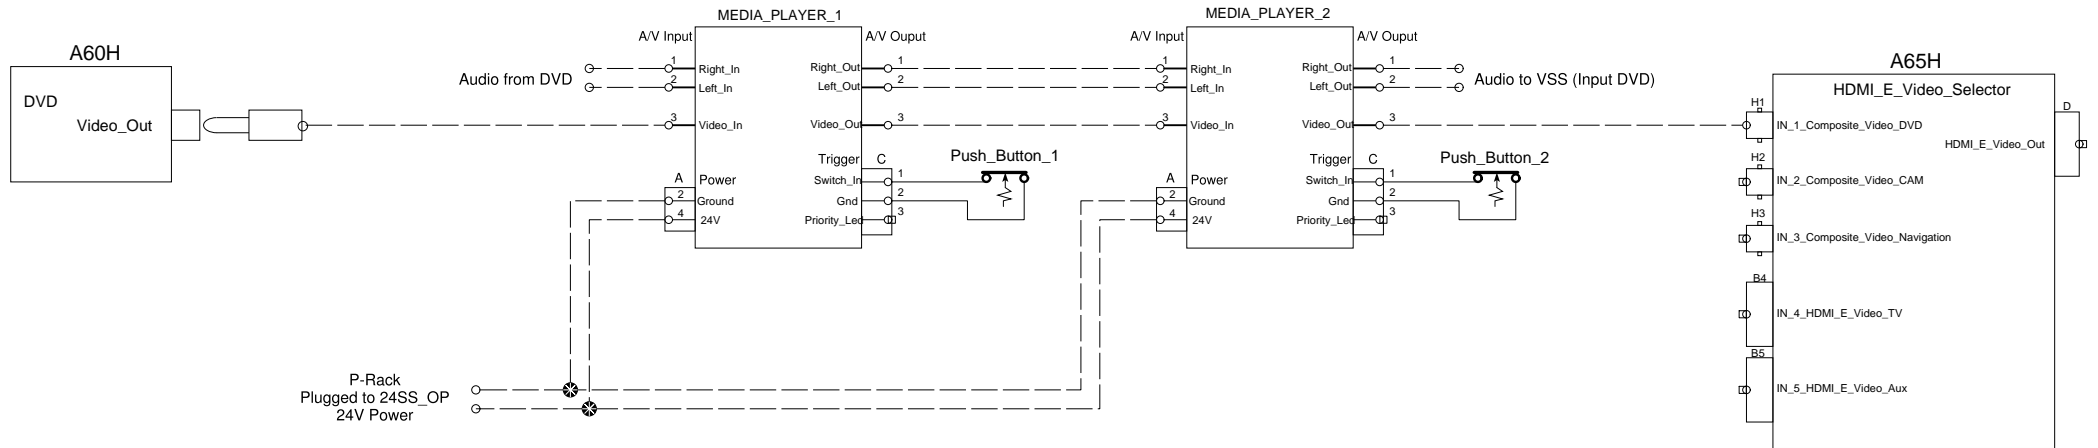 A60H
DVD
Video_Out
Audio from DVD
MEDIA_PLAYER_1
A/V Input
A/V Ouput
1
Right_In
2
Left_In
3
Video_In
Right_Out
1
Left_Out
2
Video_Out
3
A
Power
2
Ground
4
24V
Trigger
C
Switch_In
1
Gnd
2
Priority_Led
3
Push_Button_1
MEDIA_PLAYER_2
A/V Input
A/V Ouput
1
Right_In
2
Left_In
3
Video_In
Right_Out
1
Left_Out
2
Video_Out
3
A
Power
2
Ground
4
24V
Trigger
C
Switch_In
1
Gnd
2
Priority_Led
3
Push_Button_2
Audio to VSS (Input DVD)
P-Rack
Plugged to 24SS_OP
24V Power
A65H
HDMI_E_Video_Selector
H1
IN_1_Composite_Video_DVD
H2
IN_2_Composite_Video_CAM
H3
IN_3_Composite_Video_Navigation
B4
IN_4_HDMI_E_Video_TV
B5
IN_5_HDMI_E_Video_Aux
D
HDMI_E_Video_Out